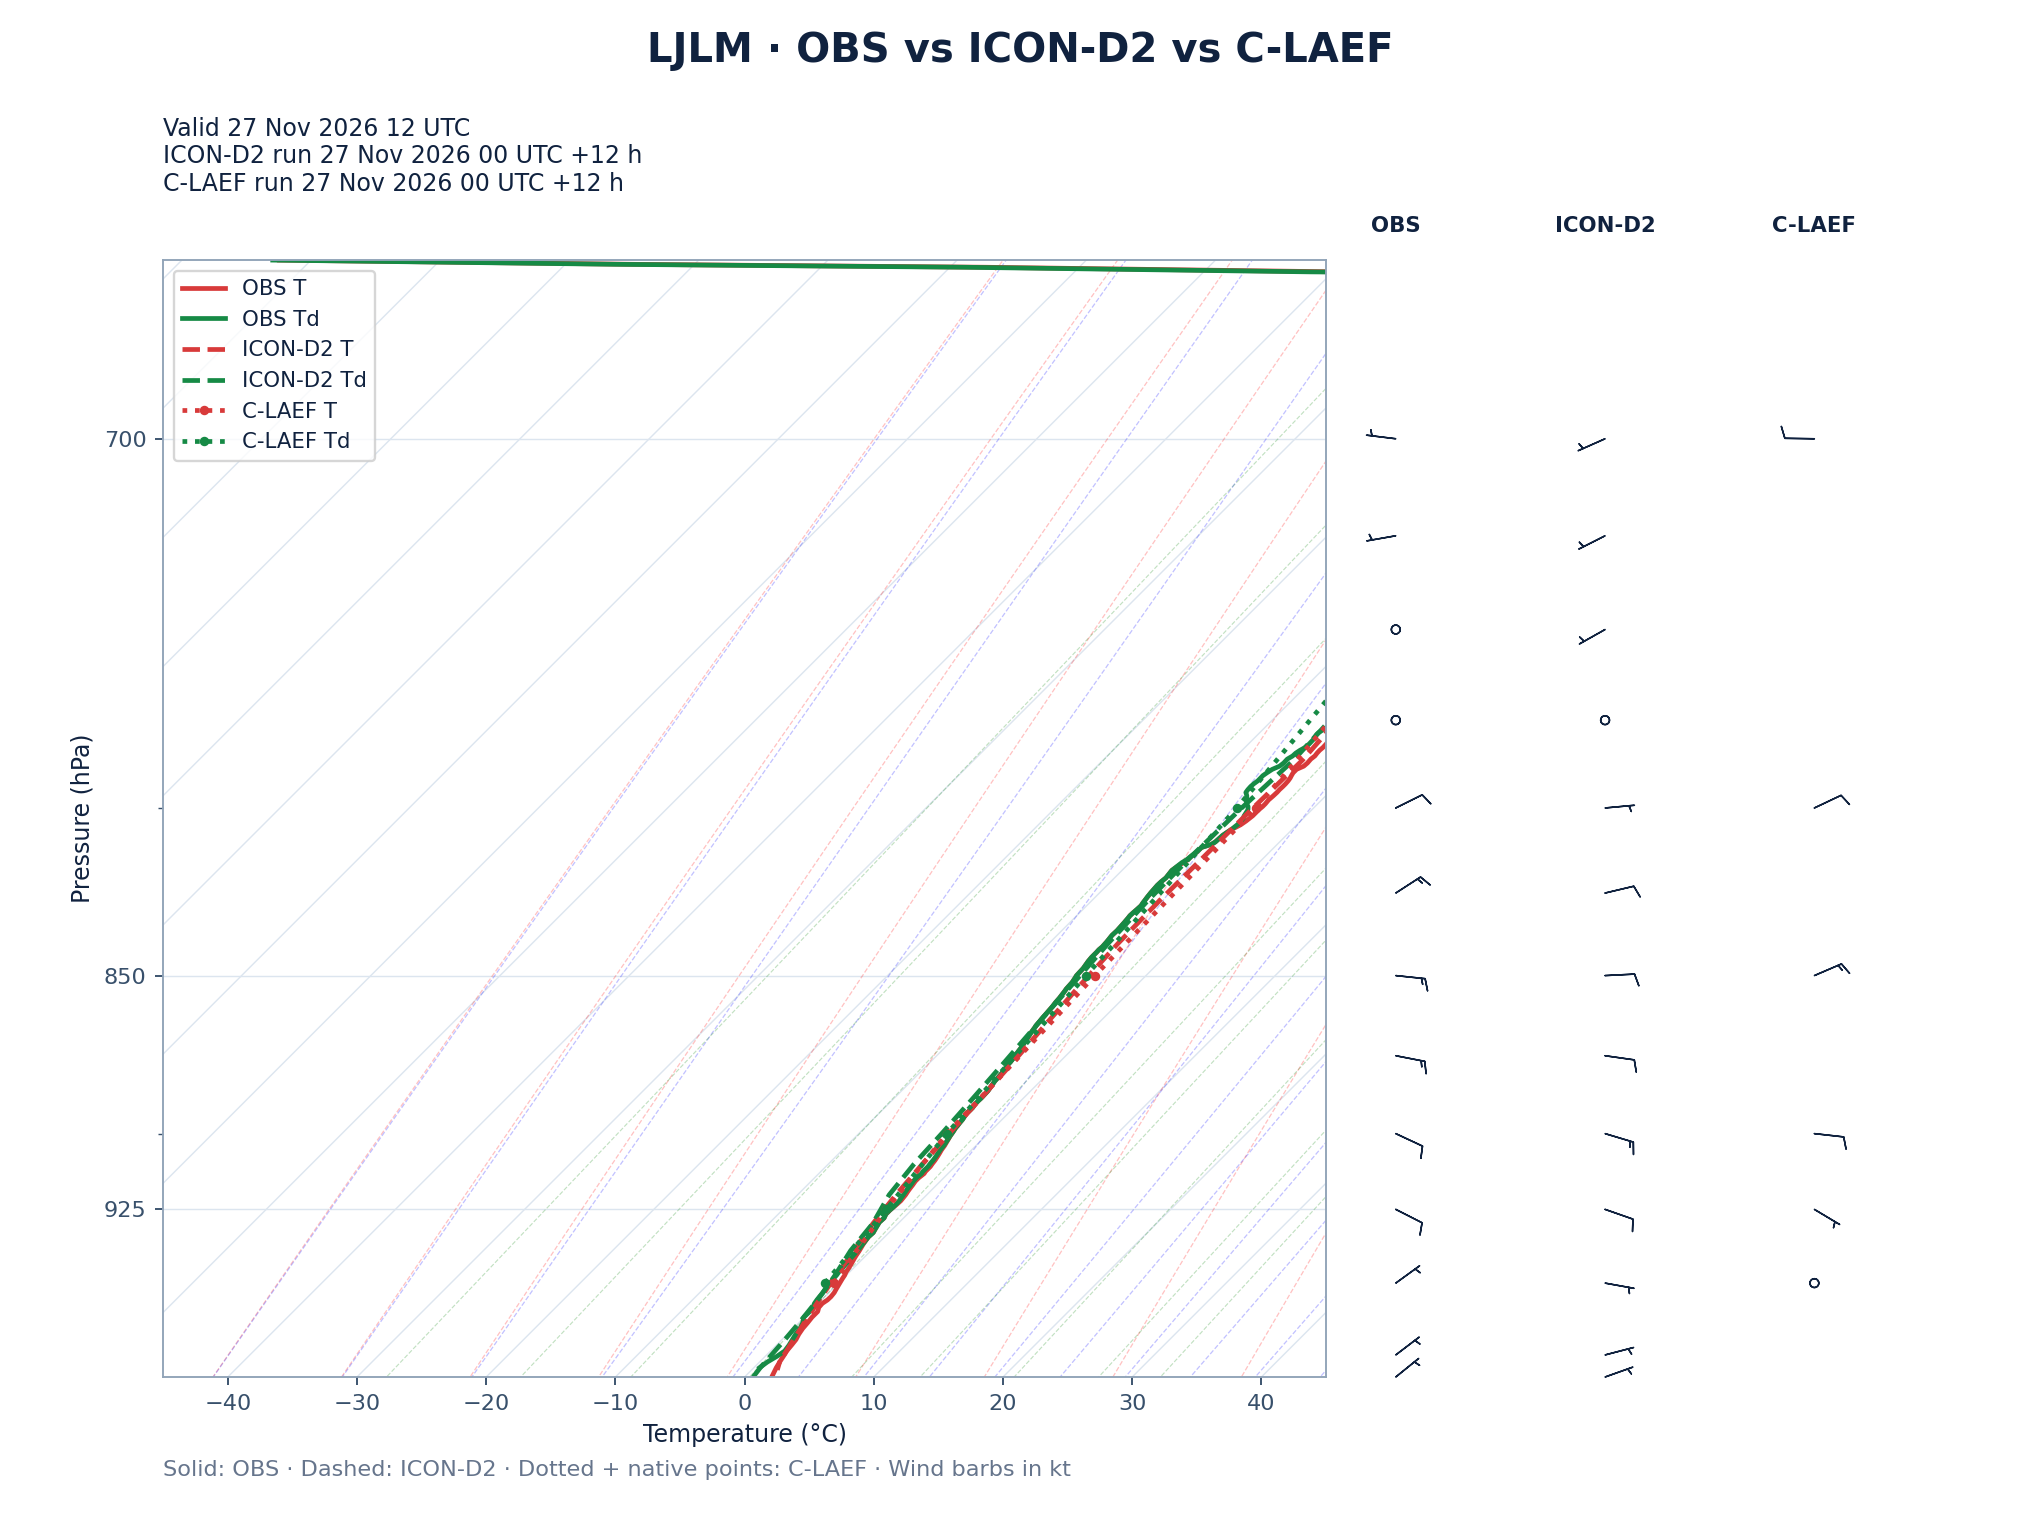 LJLM · OBS vs ICON-D2 vs C-LAEF
Valid 27 Nov 2026 12 UTC
ICON-D2 run 27 Nov 2026 00 UTC +12 h
C-LAEF run 27 Nov 2026 00 UTC +12 h
OBS ICON-D2 C-LAEF
OBS T
OBS Td
ICON-D2 T
ICON-D2 Td
C-LAEF T
C-LAEF Td
700
850
925
Pressure (hPa)
−40 −30 −20 −10 0 10 20 30 40
Temperature (°C)
Solid: OBS · Dashed: ICON-D2 · Dotted + native points: C-LAEF · Wind barbs in kt